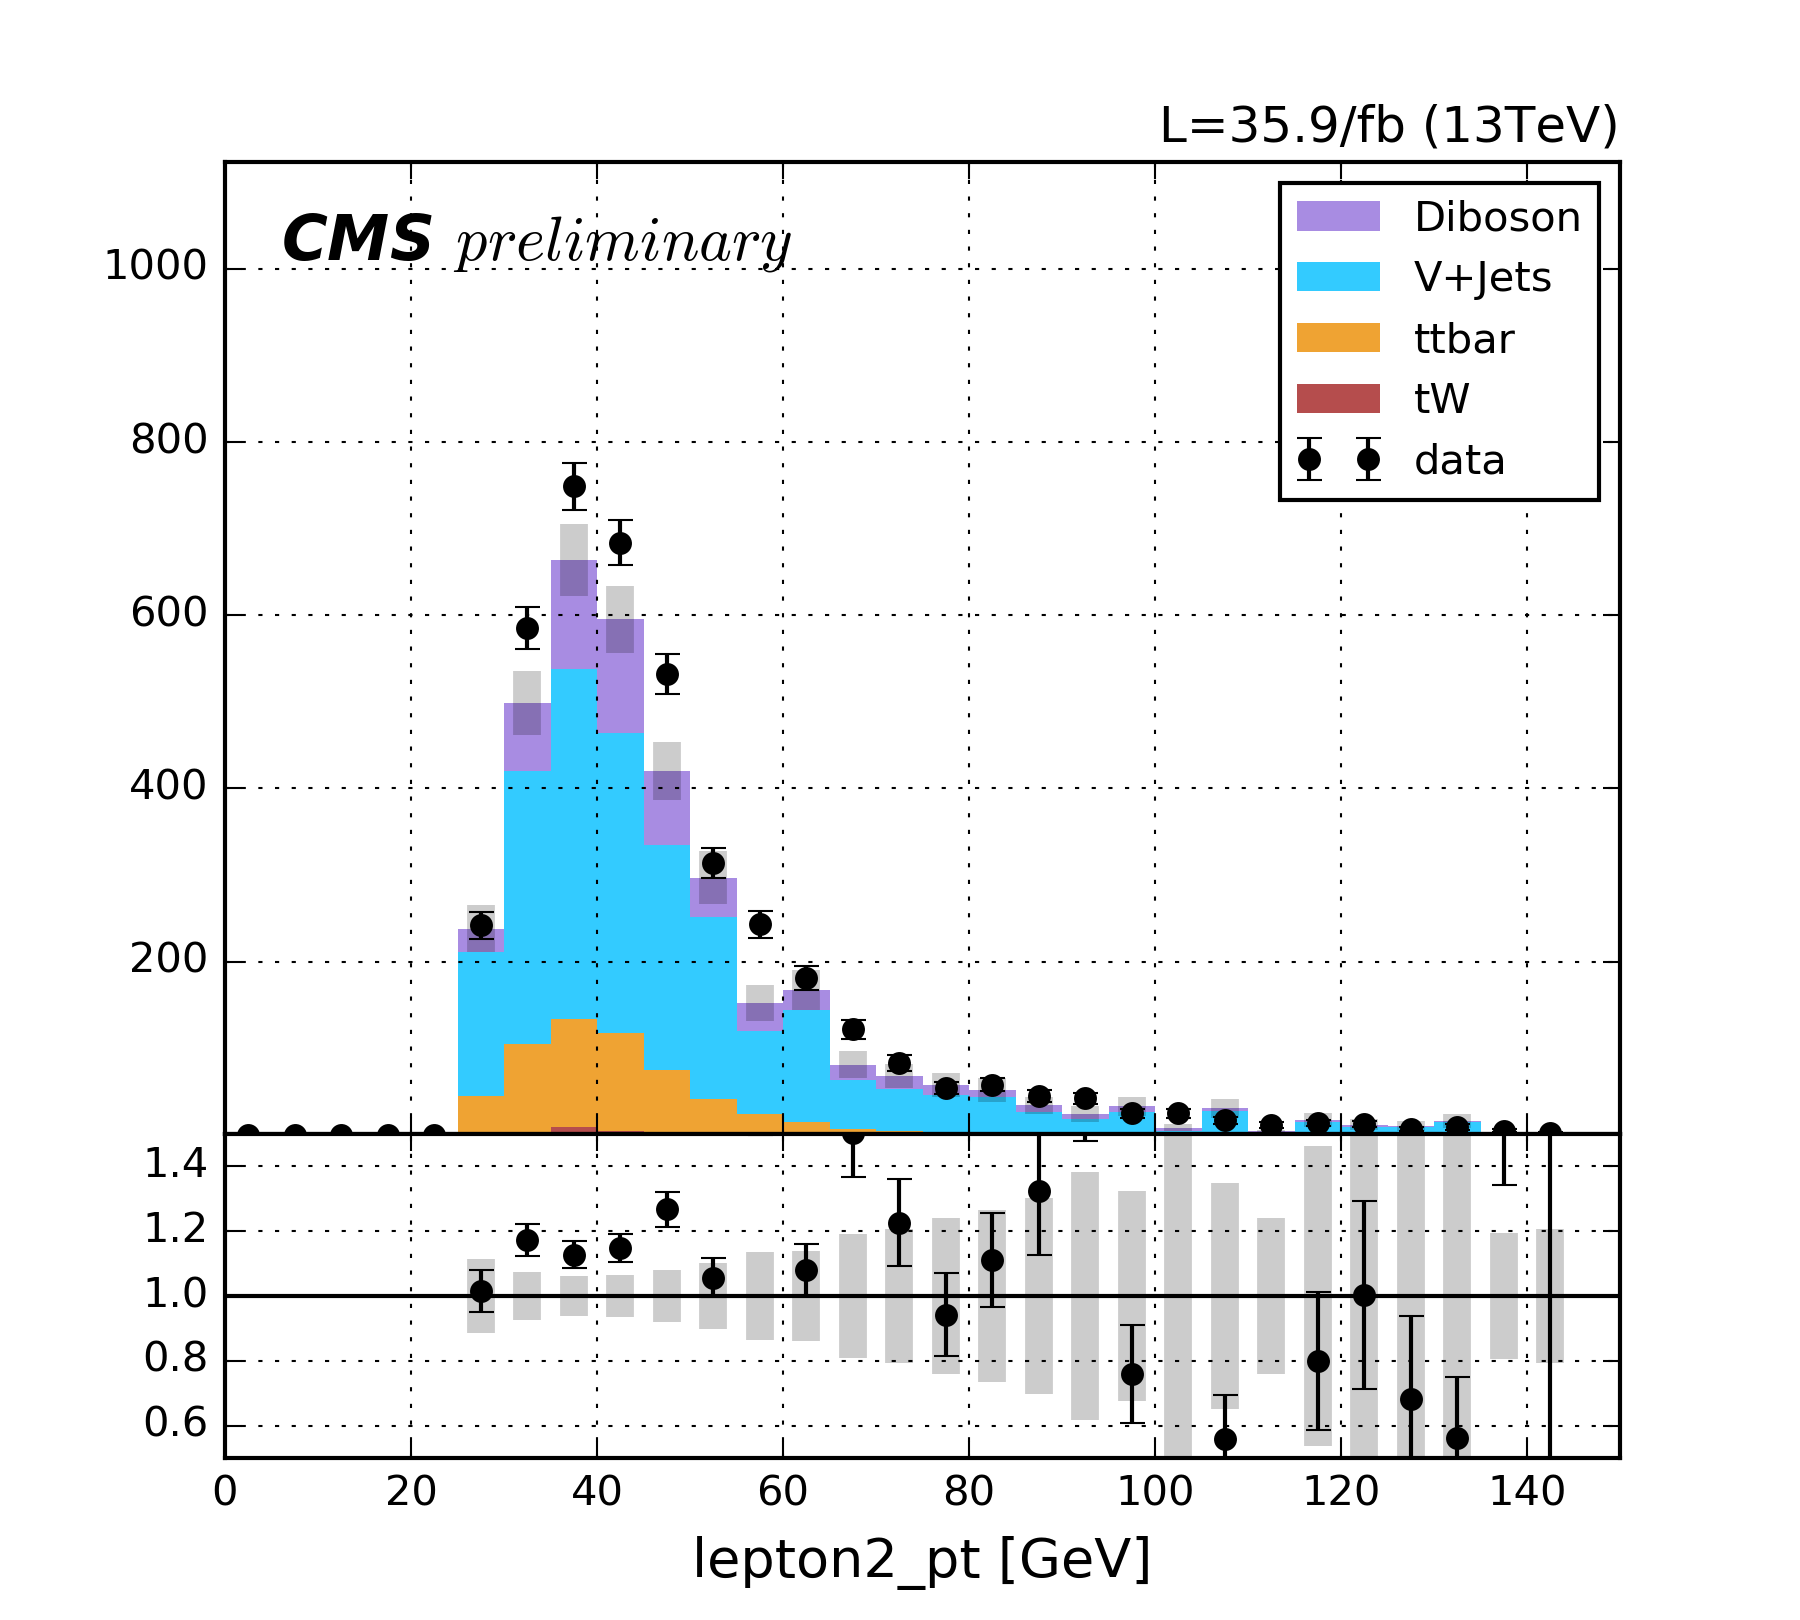 L=35.9/fb (13TeV)
CMS preliminary
Diboson
V+Jets
ttbar
tW
data
1000
800
600
400
200
1.4
1.2
1.0
0.8
0.6
0 20 40 60 80 100 120 140
lepton2_pt [GeV]